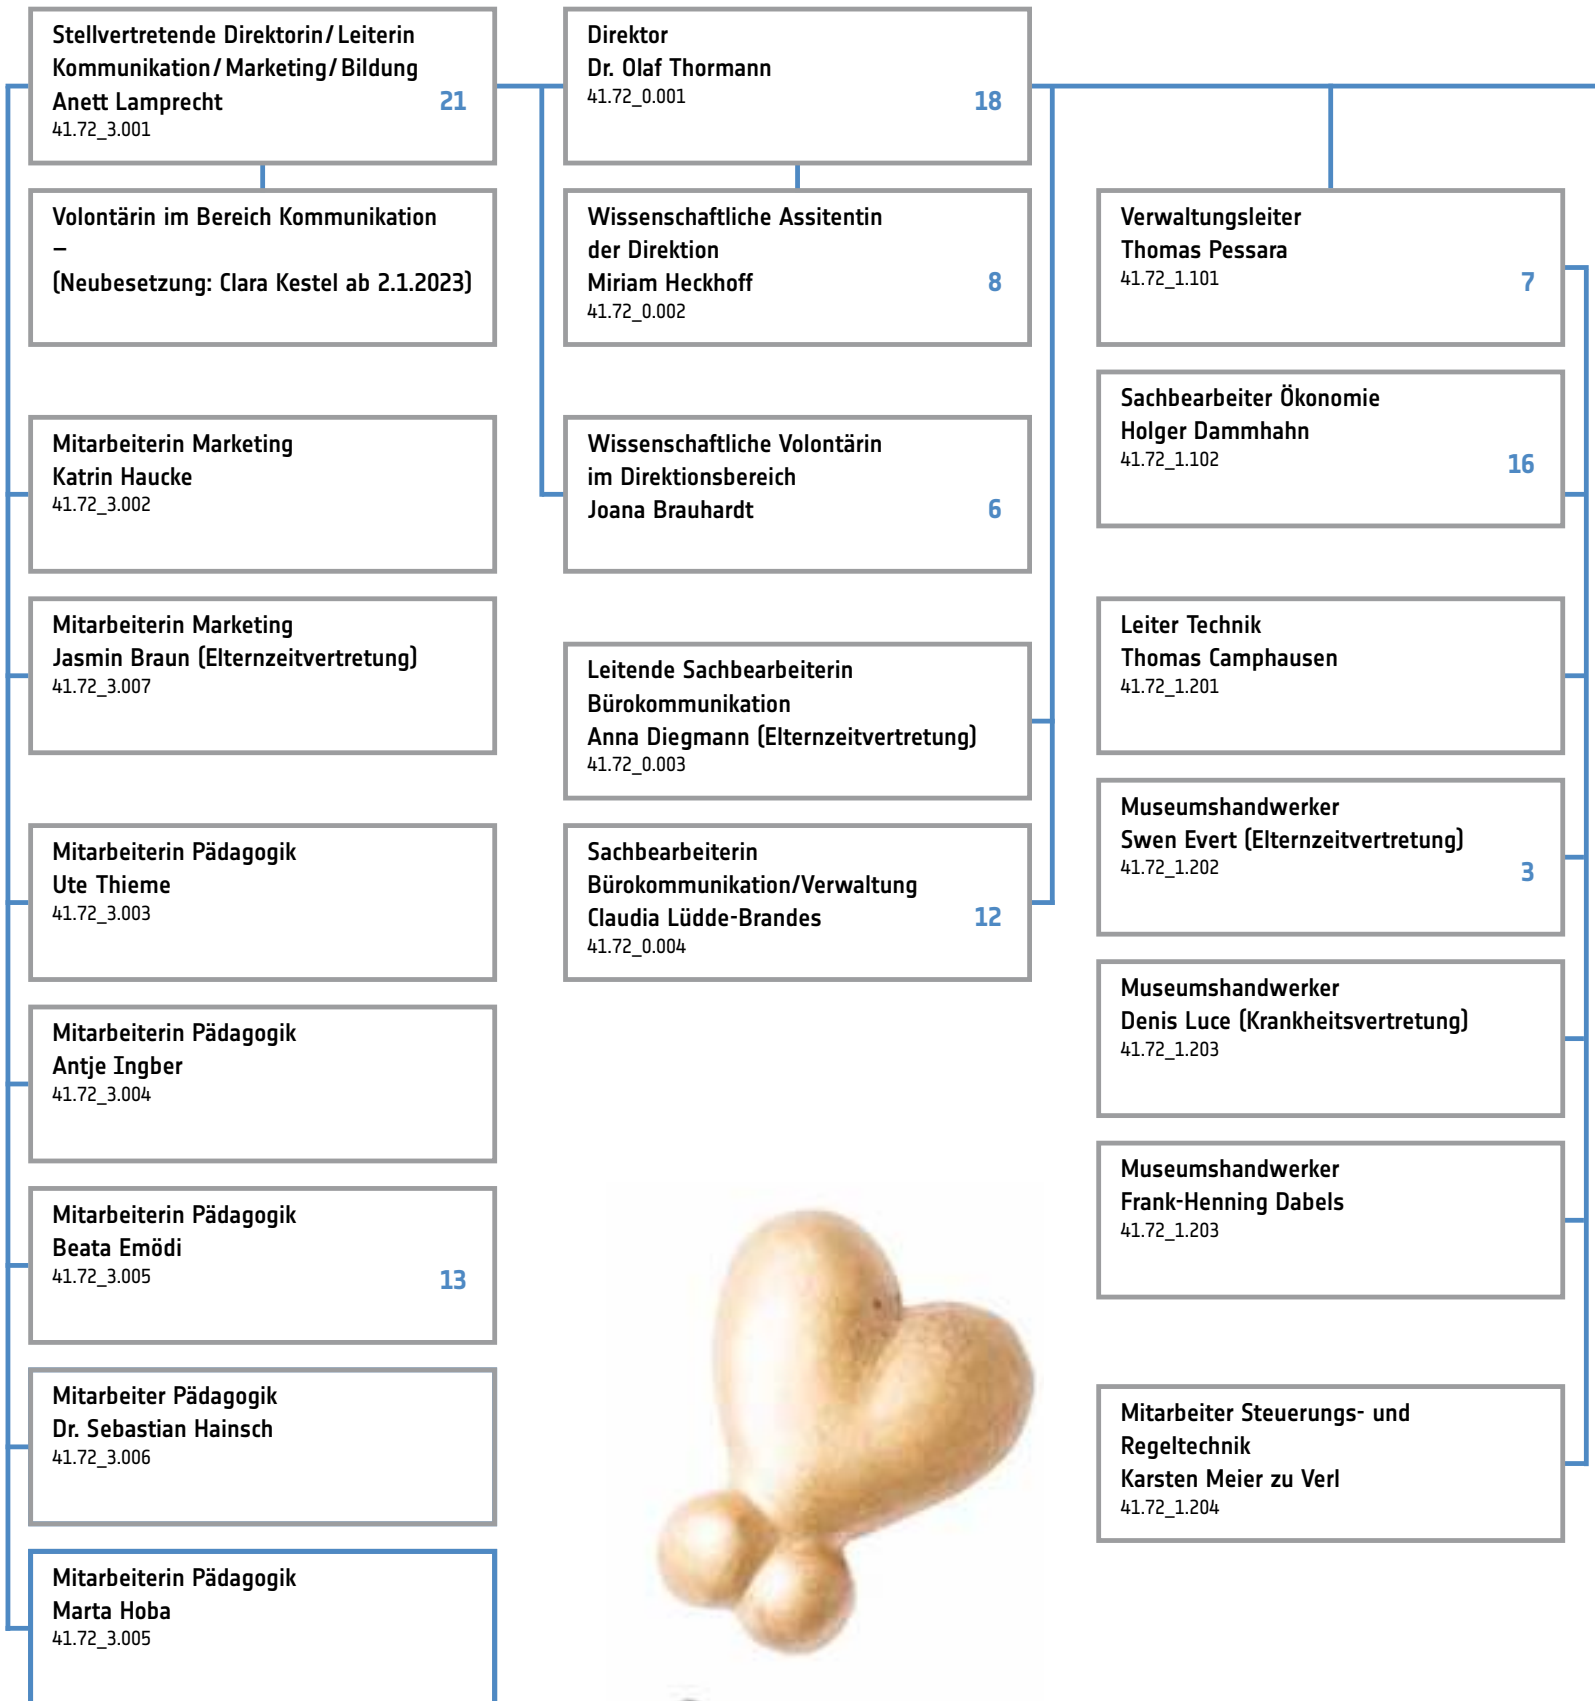 Stellvertretende Direktorin/Leiterin
Kommunikation/Marketing/Bildung
Anett Lamprecht
21
41.72_3.001
Volontärin im Bereich Kommunikation
–
(Neubesetzung: Clara Kestel ab 2.1.2023)
Mitarbeiterin Marketing
Katrin Haucke
41.72_3.002
Mitarbeiterin Marketing
Jasmin Braun (Elternzeitvertretung)
41.72_3.007
Mitarbeiterin Pädagogik
Ute Thieme
41.72_3.003
Mitarbeiterin Pädagogik
Antje Ingber
41.72_3.004
Mitarbeiterin Pädagogik
Beata Emödi
41.72_3.005
13
Mitarbeiter Pädagogik
Dr. Sebastian Hainsch
41.72_3.006
Mitarbeiterin Pädagogik
Marta Hoba
41.72_3.005
Direktor
Dr. Olaf Thormann
41.72_0.001
18
Wissenschaftliche Assitentin
der Direktion
Miriam Heckhoff
8
41.72_0.002
Wissenschaftliche Volontärin
im Direktionsbereich
Joana Brauhardt
6
Leitende Sachbearbeiterin
Bürokommunikation
Anna Diegmann (Elternzeitvertretung)
41.72_0.003
Sachbearbeiterin
Bürokommunikation/Verwaltung
Claudia Lüdde-Brandes
12
41.72_0.004
Verwaltungsleiter
Thomas Pessara
41.72_1.101
7
Sachbearbeiter Ökonomie
Holger Dammhahn
41.72_1.102
16
Leiter Technik
Thomas Camphausen
41.72_1.201
Museumshandwerker
Swen Evert (Elternzeitvertretung)
41.72_1.202
3
Museumshandwerker
Denis Luce (Krankheitsvertretung)
41.72_1.203
Museumshandwerker
Frank-Henning Dabels
41.72_1.203
Mitarbeiter Steuerungs- und
Regeltechnik
Karsten Meier zu Verl
41.72_1.204